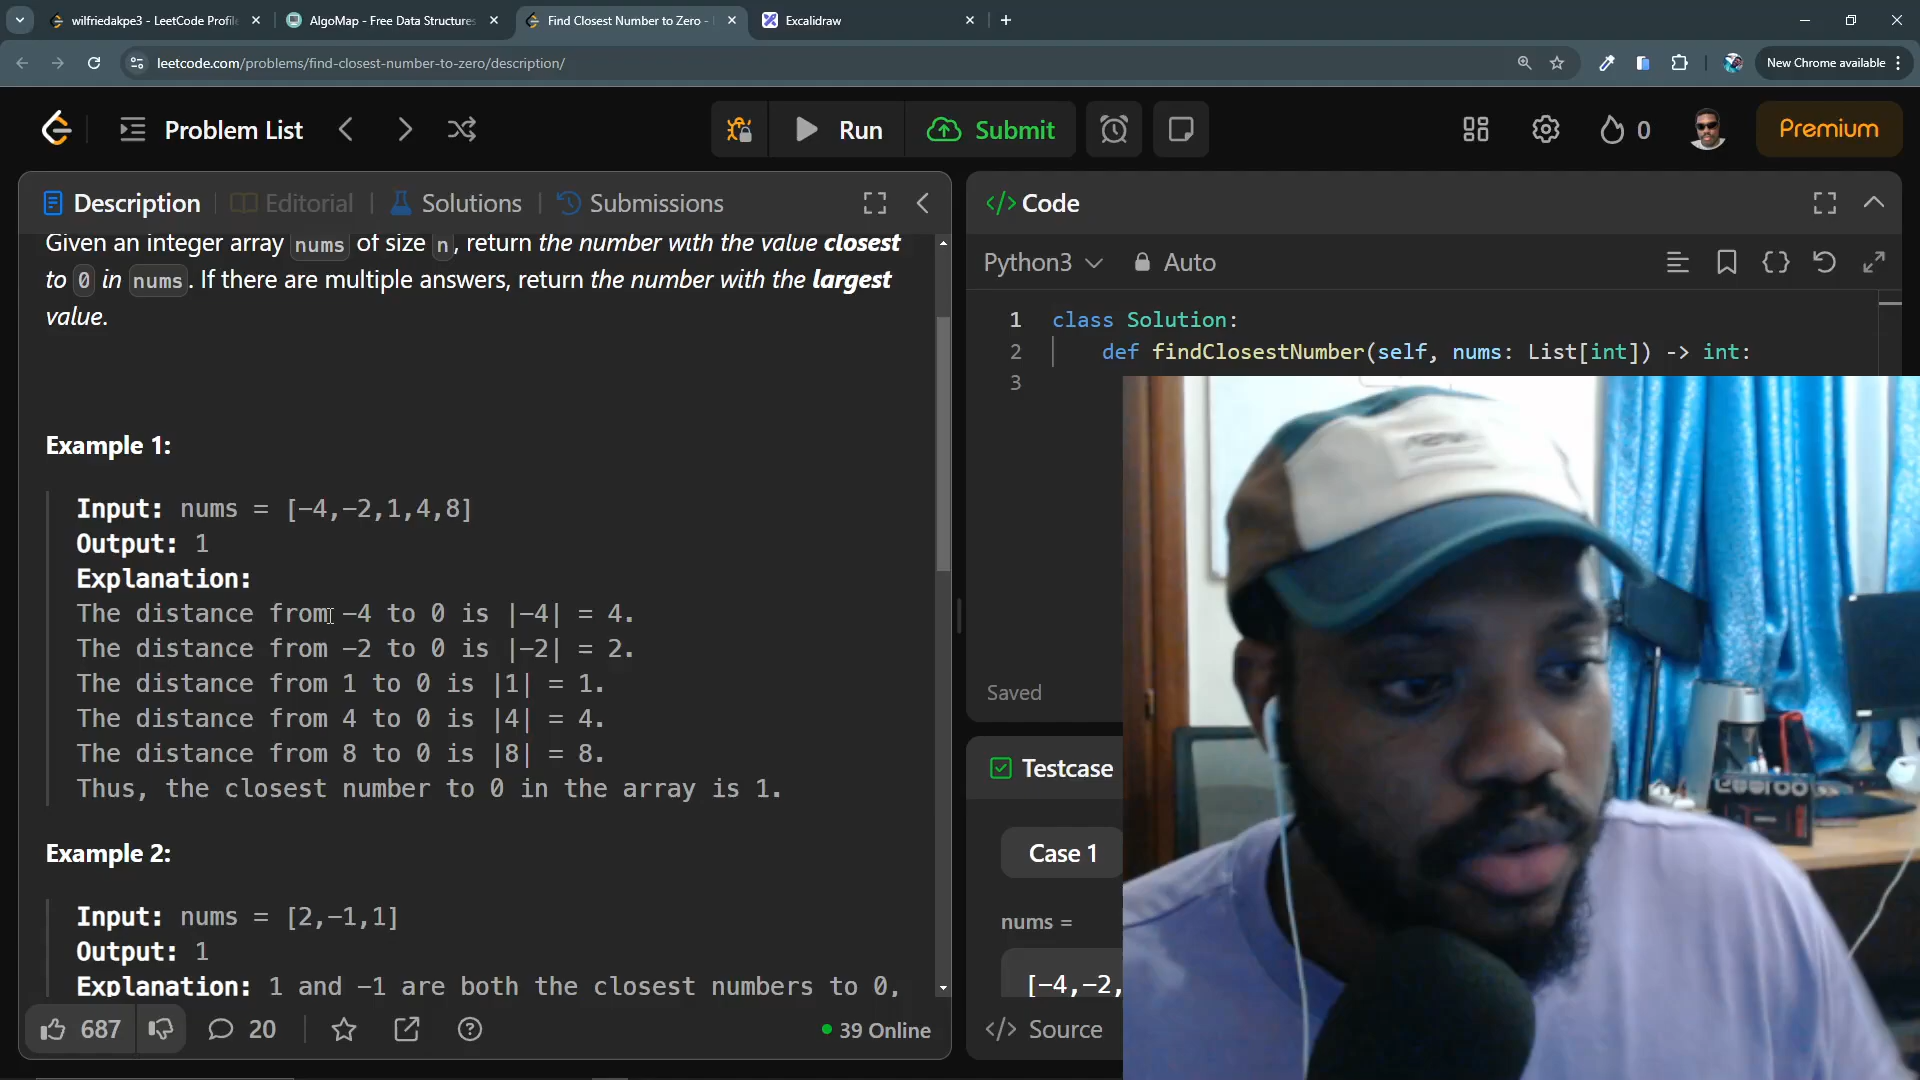 wilfriedakpe3 - LeetCode Profile
AlgoMap - Free Data Structures
Find Closest Number to Zero -
Excalidraw
leetcode.com/problems/find-closest-number-to-zero/description/
New Chrome available
Problem List
Run
Submit
0
Premium
Description
Editorial
Solutions
Submissions
Given an integer array nums of size n, return the number with the value closest
to 0 in nums. If there are multiple answers, return the number with the largest
value.
Example 1:
Input: nums = [-4,-2,1,4,8]
Output: 1
Explanation:
The distance from -4 to 0 is |-4| = 4.
The distance from -2 to 0 is |-2| = 2.
The distance from 1 to 0 is |1| = 1.
The distance from 4 to 0 is |4| = 4.
The distance from 8 to 0 is |8| = 8.
Thus, the closest number to 0 in the array is 1.
Example 2:
Input: nums = [2,-1,1]
Output: 1
Explanation: 1 and -1 are both the closest numbers to 0,
687
20
39 Online
</> Code
Python3
Auto
1 class Solution:
2 def findClosestNumber(self, nums: List[int]) -> int:
3
Saved
Testcase
Case 1
nums =
[-4,-2,
</> Source